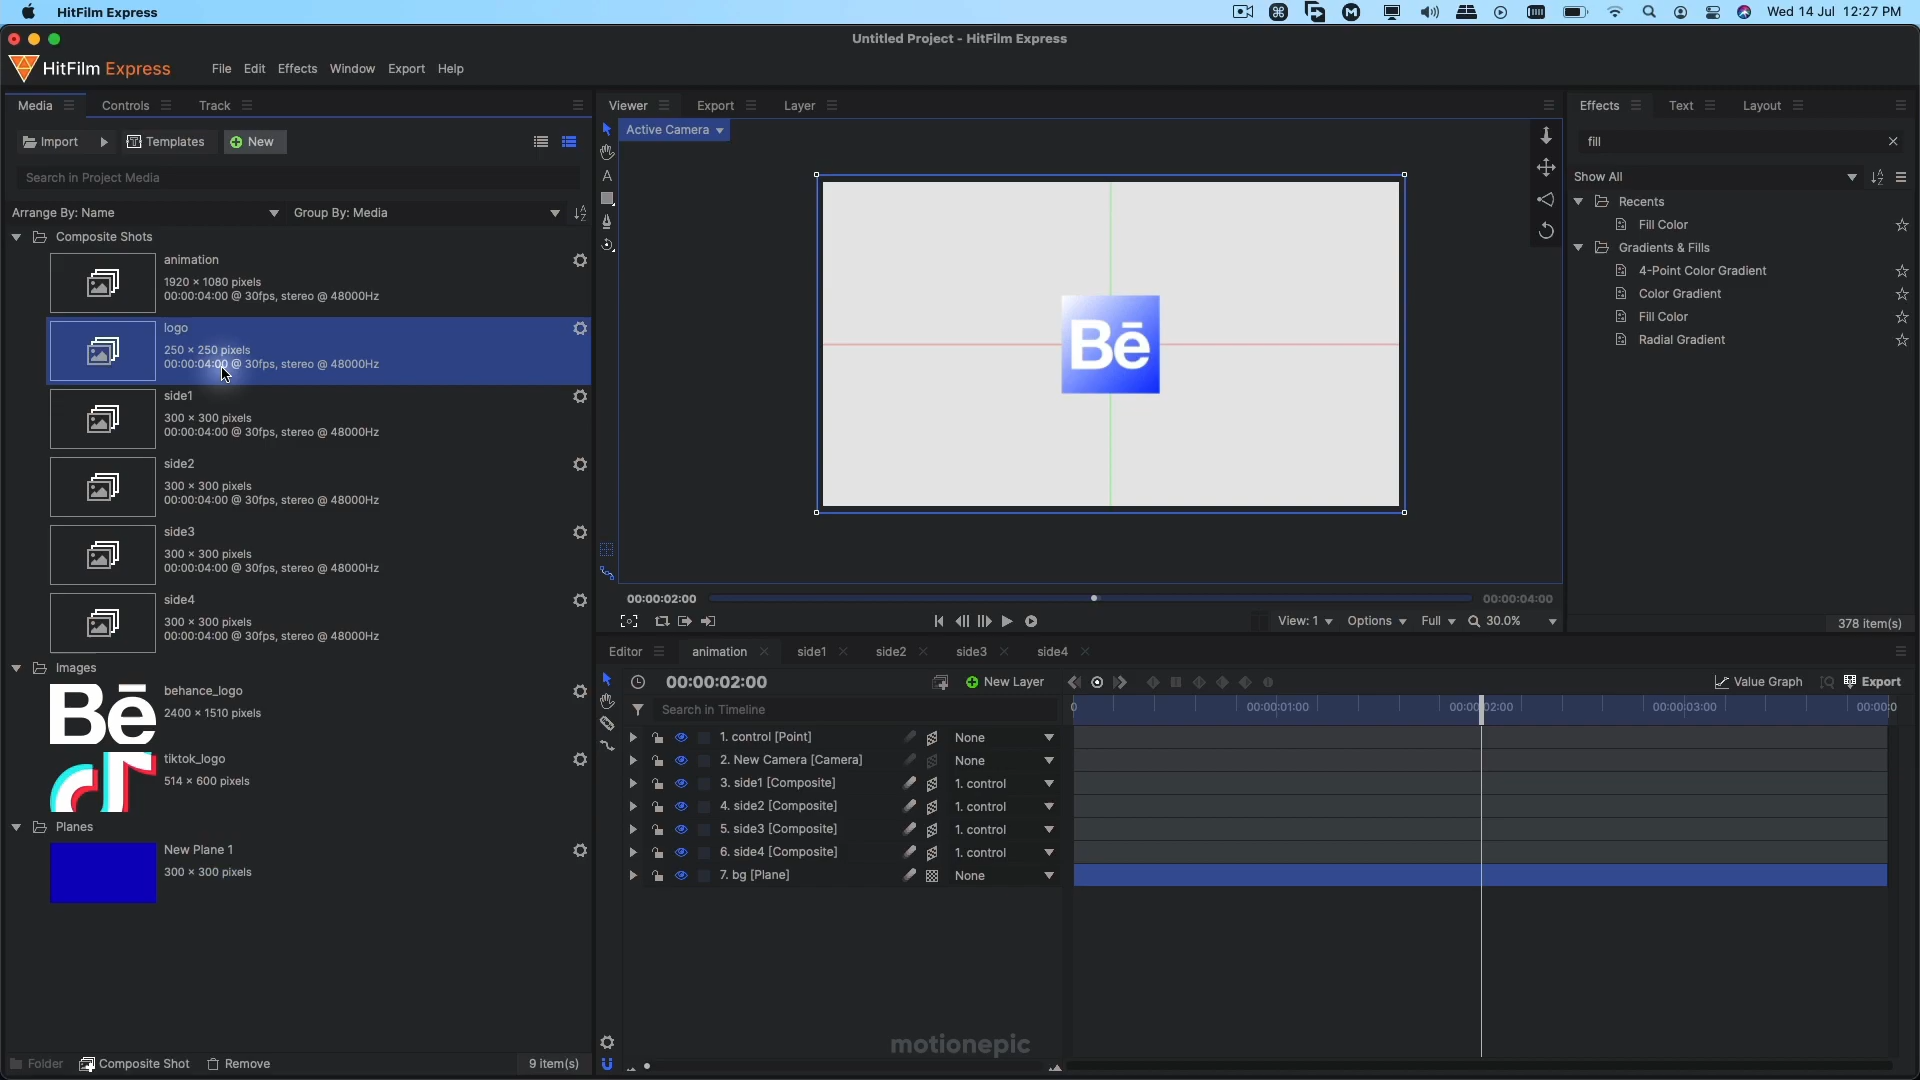 HitFilm Express
Wed 14 Jul 12:27 PM
Untitled Project - HitFilm Express
HitFilm Express
File Edit Effects Window Export Help
Media Controls Track
Import Templates New
Search in Project Media
Arrange By: Name Group By: Media
Composite Shots
animation
1920 × 1080 pixels
00:00:04:00 @ 30fps, stereo @ 48000Hz
logo
250 × 250 pixels
00:00:04:00 @ 30fps, stereo @ 48000Hz
side1
300 × 300 pixels
00:00:04:00 @ 30fps, stereo @ 48000Hz
side2
300 × 300 pixels
00:00:04:00 @ 30fps, stereo @ 48000Hz
side3
300 × 300 pixels
00:00:04:00 @ 30fps, stereo @ 48000Hz
side4
300 × 300 pixels
00:00:04:00 @ 30fps, stereo @ 48000Hz
Images
Bē
behance_logo
2400 × 1510 pixels
tiktok_logo
514 × 600 pixels
Planes
New Plane 1
300 × 300 pixels
Folder Composite Shot Remove 9 item(s)
Viewer Export Layer
Active Camera
A
Bē
00:00:02:00 00:00:04:00
View: 1 Options Full 30.0%
Effects Text Layout
fill
Show All
Recents
Fill Color
Gradients & Fills
4-Point Color Gradient
Color Gradient
Fill Color
Radial Gradient
378 item(s)
Editor animation side1 side2 side3 side4
00:00:02:00 New Layer Value Graph Export
Search in Timeline
0 00:00:01:00 00:00:02:00 00:00:03:00 00:00:0
1. control [Point] None
2. New Camera [Camera] None
3. side1 [Composite] 1. control
4. side2 [Composite] 1. control
5. side3 [Composite] 1. control
6. side4 [Composite] 1. control
7. bg [Plane] None
motionepic